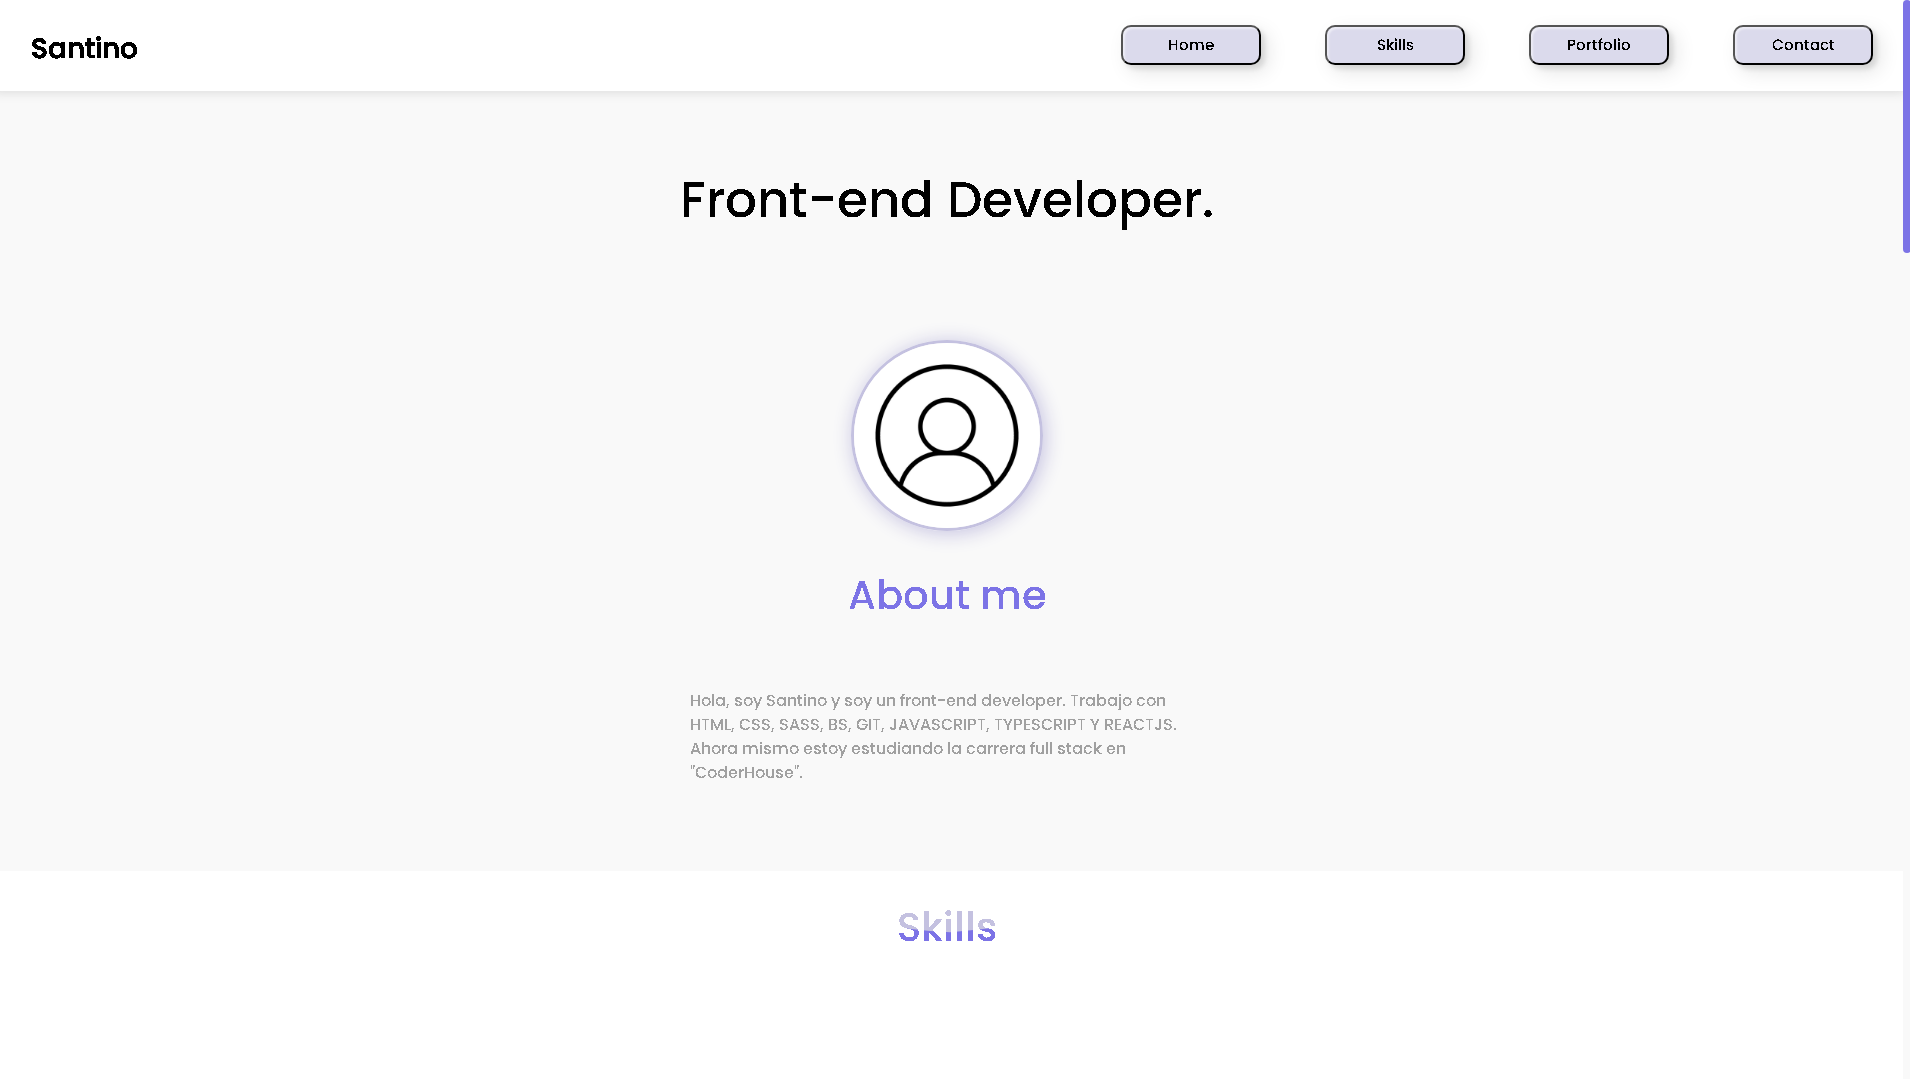 Santino
Home
Skills
Portfolio
Contact
Front-end Developer.
About me
Hola, soy Santino y soy un front-end developer. Trabajo con
HTML, CSS, SASS, BS, GIT, JAVASCRIPT, TYPESCRIPT Y REACTJS.
Ahora mismo estoy estudiando la carrera full stack en
"CoderHouse".
Skills